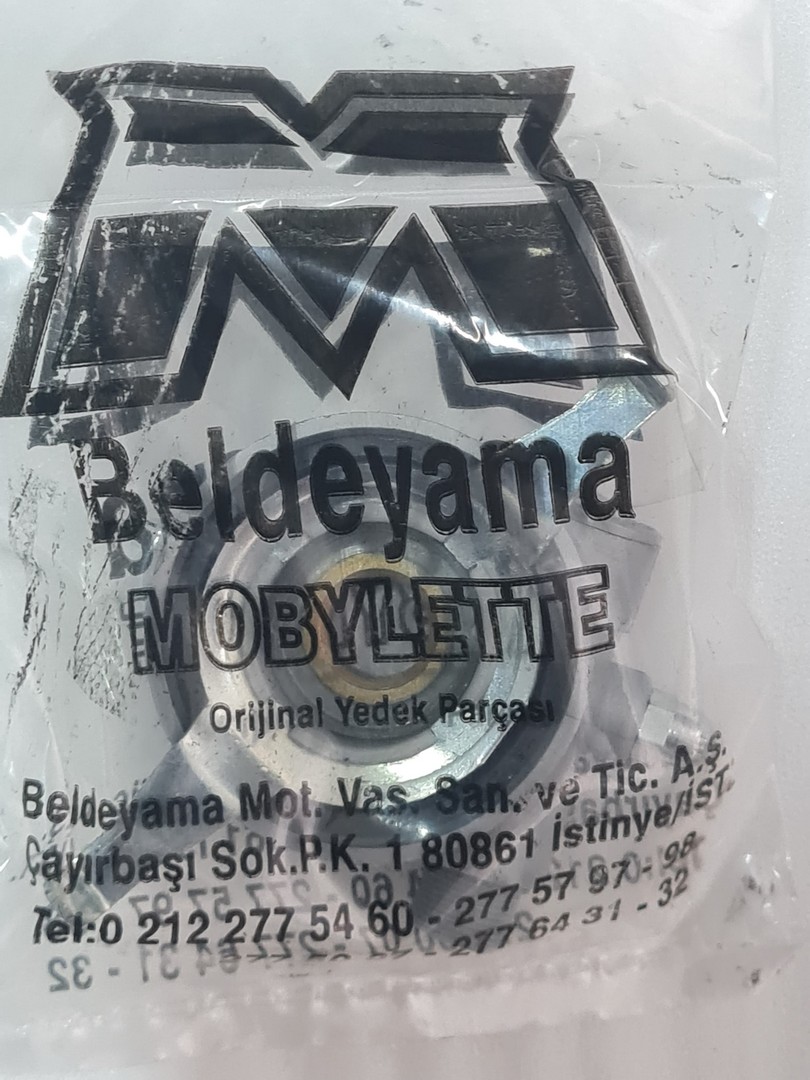 Beldeyama
MOBYLETTE
Orijinal Yedek Parçası
Beldeyama Mot. Vas. San. ve Tic. A.Ş.
Çayırbaşı Sok.P.K. 1 80861 İstinye/İST.
Tel:0 212 277 54 60 - 277 57 97 - 98
277 64 31 - 32